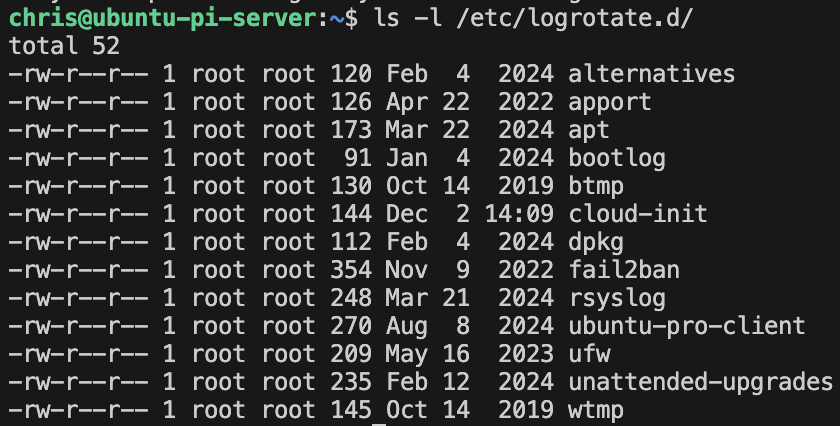 chris@ubuntu-pi-server:~$ ls -l /etc/logrotate.d/
total 52
-rw-r--r-- 1 root root 120 Feb  4  2024 alternatives
-rw-r--r-- 1 root root 126 Apr 22  2022 apport
-rw-r--r-- 1 root root 173 Mar 22  2024 apt
-rw-r--r-- 1 root root  91 Jan  4  2024 bootlog
-rw-r--r-- 1 root root 130 Oct 14  2019 btmp
-rw-r--r-- 1 root root 144 Dec  2 14:09 cloud-init
-rw-r--r-- 1 root root 112 Feb  4  2024 dpkg
-rw-r--r-- 1 root root 354 Nov  9  2022 fail2ban
-rw-r--r-- 1 root root 248 Mar 21  2024 rsyslog
-rw-r--r-- 1 root root 270 Aug  8  2024 ubuntu-pro-client
-rw-r--r-- 1 root root 209 May 16  2023 ufw
-rw-r--r-- 1 root root 235 Feb 12  2024 unattended-upgrades
-rw-r--r-- 1 root root 145 Oct 14  2019 wtmp